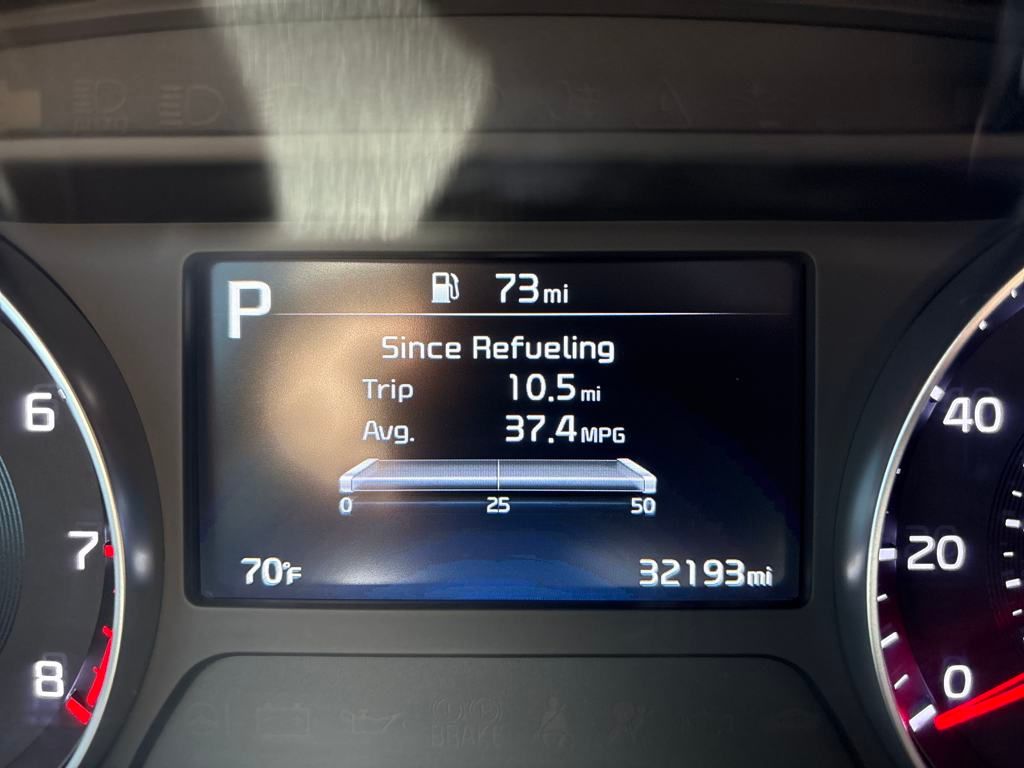 P
73mi
Since Refueling
Trip 10.5mi
Avg. 37.4MPG
0 25 50
70°F
32193mi
6
7
8
40
20
0
BRAKE